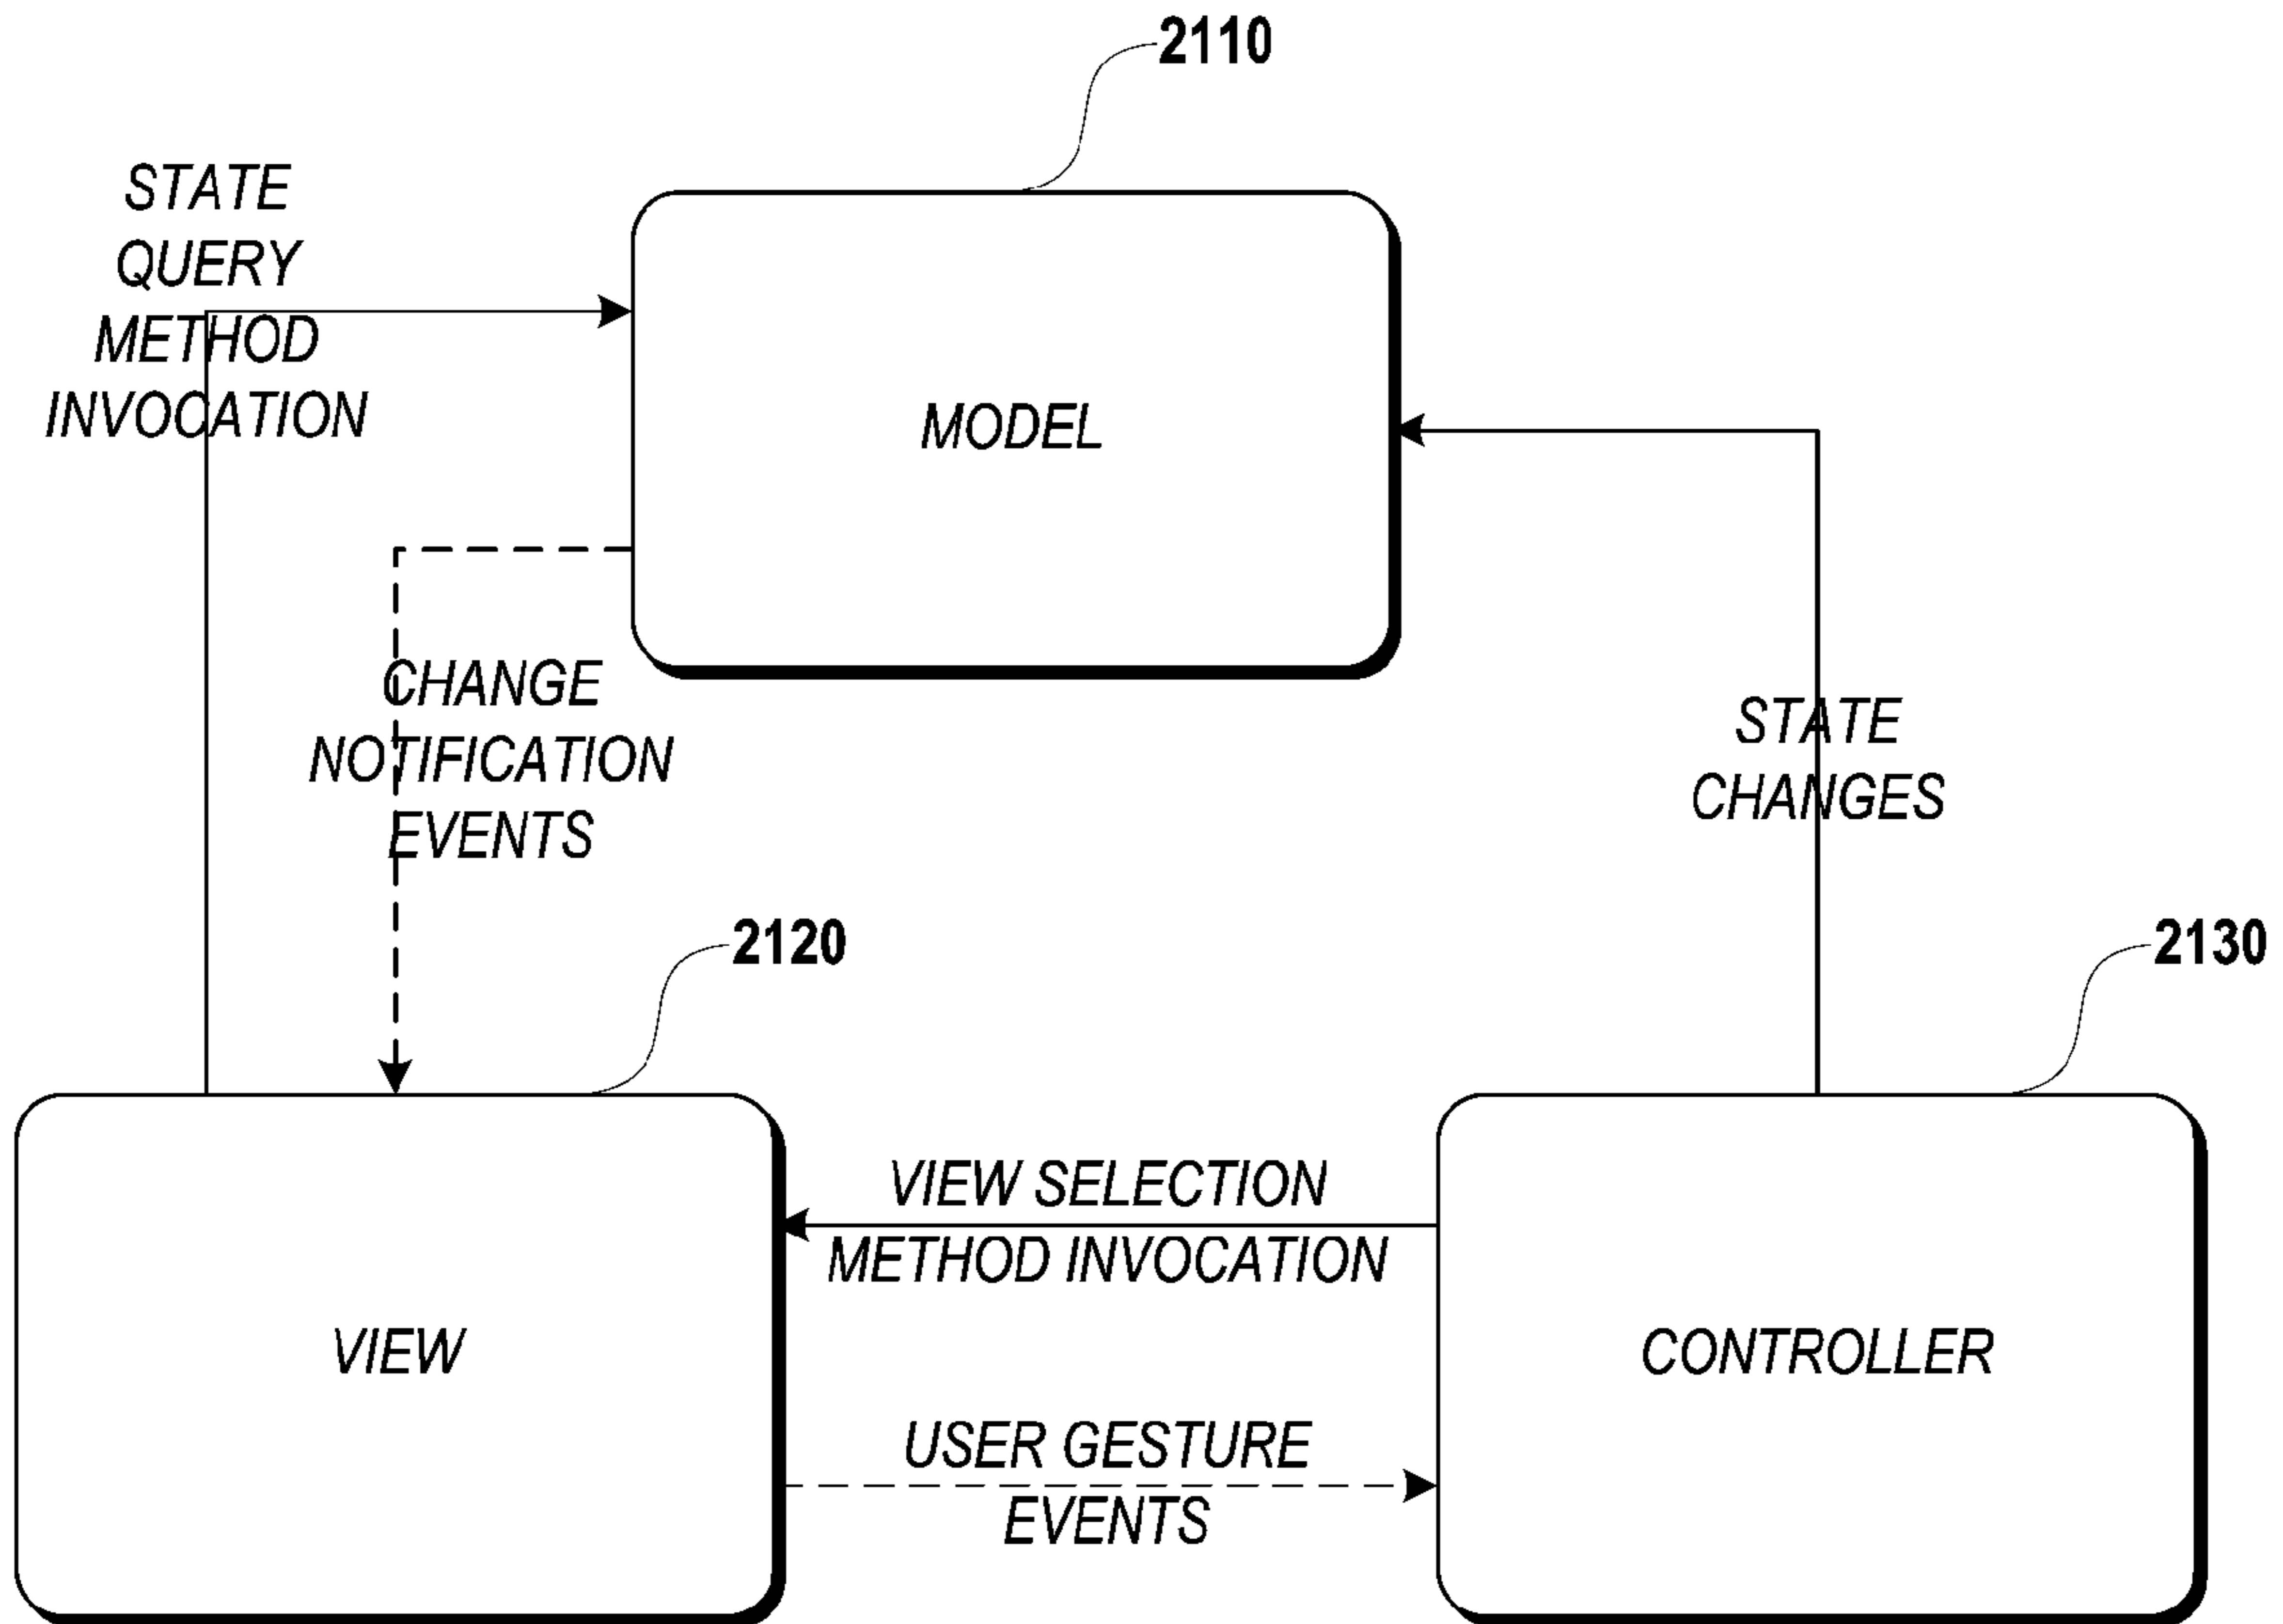 2110
STATE
QUERY
METHOD
INVOCATION
MODEL
CHANGE
NOTIFICATION
EVENTS
STATE
CHANGES
2120
2130
VIEW SELECTION
METHOD INVOCATION
VIEW
CONTROLLER
USER GESTURE
EVENTS